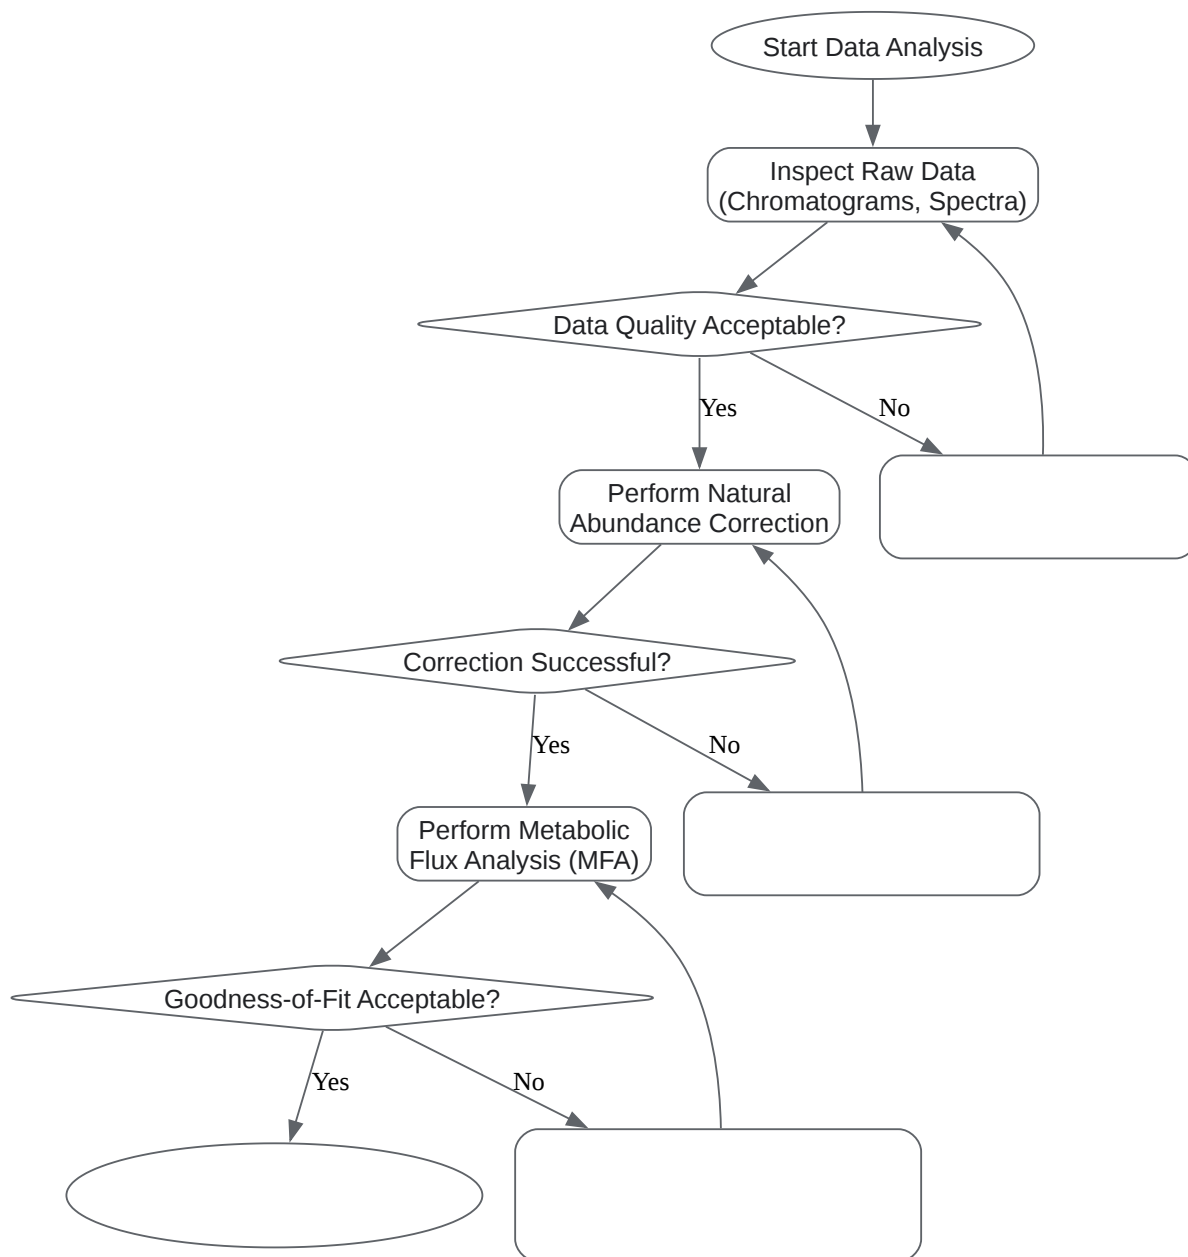 Start Data Analysis
Inspect Raw Data
(Chromatograms, Spectra)
Data Quality Acceptable?
Yes
No
Perform Natural
Abundance Correction
Correction Successful?
Yes
No
Perform Metabolic
Flux Analysis (MFA)
Goodness-of-Fit Acceptable?
Yes
No